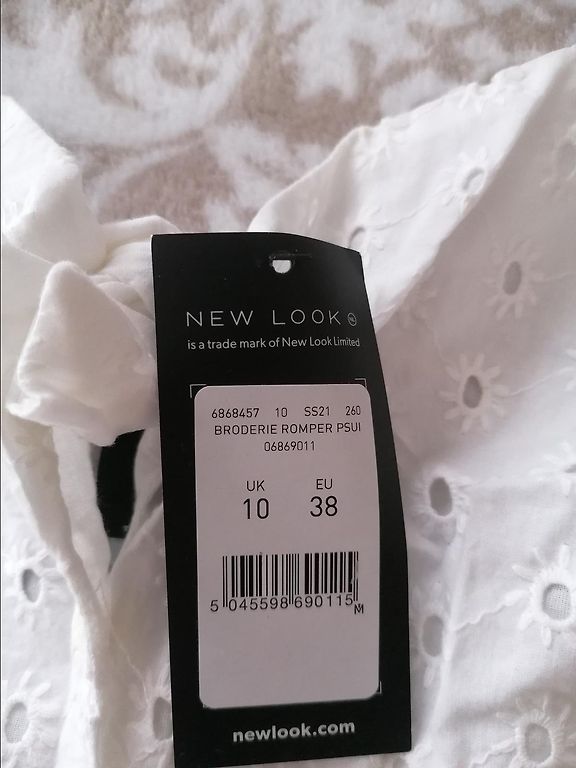 NEW LOOK NL
is a trade mark of New Look Limited
6868457 10 SS21 260
BRODERIE ROMPER PSUI
06869011
UK EU
10 38
5 045598 690115 M
newlook.com